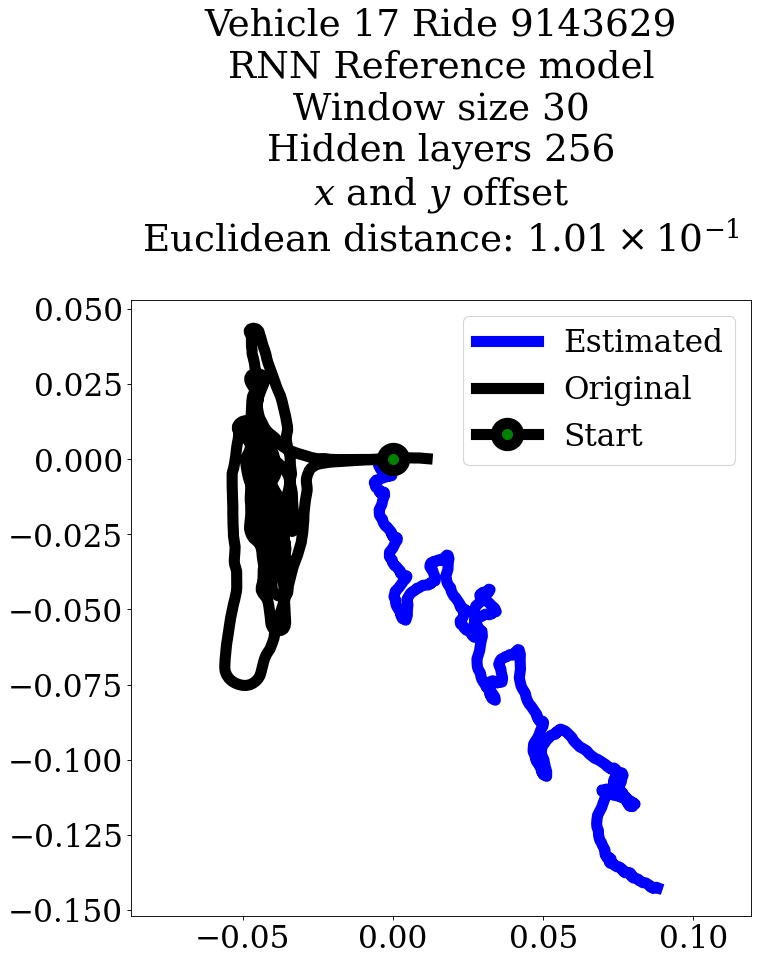 Vehicle 17 Ride 9143629
RNN Reference model
Window size 30
Hidden layers 256
x and y offset
Euclidean distance: 1.01 × 10⁻¹
Estimated
Original
Start
0.050
0.025
0.000
−0.025
−0.050
−0.075
−0.100
−0.125
−0.150
−0.05 0.00 0.05 0.10